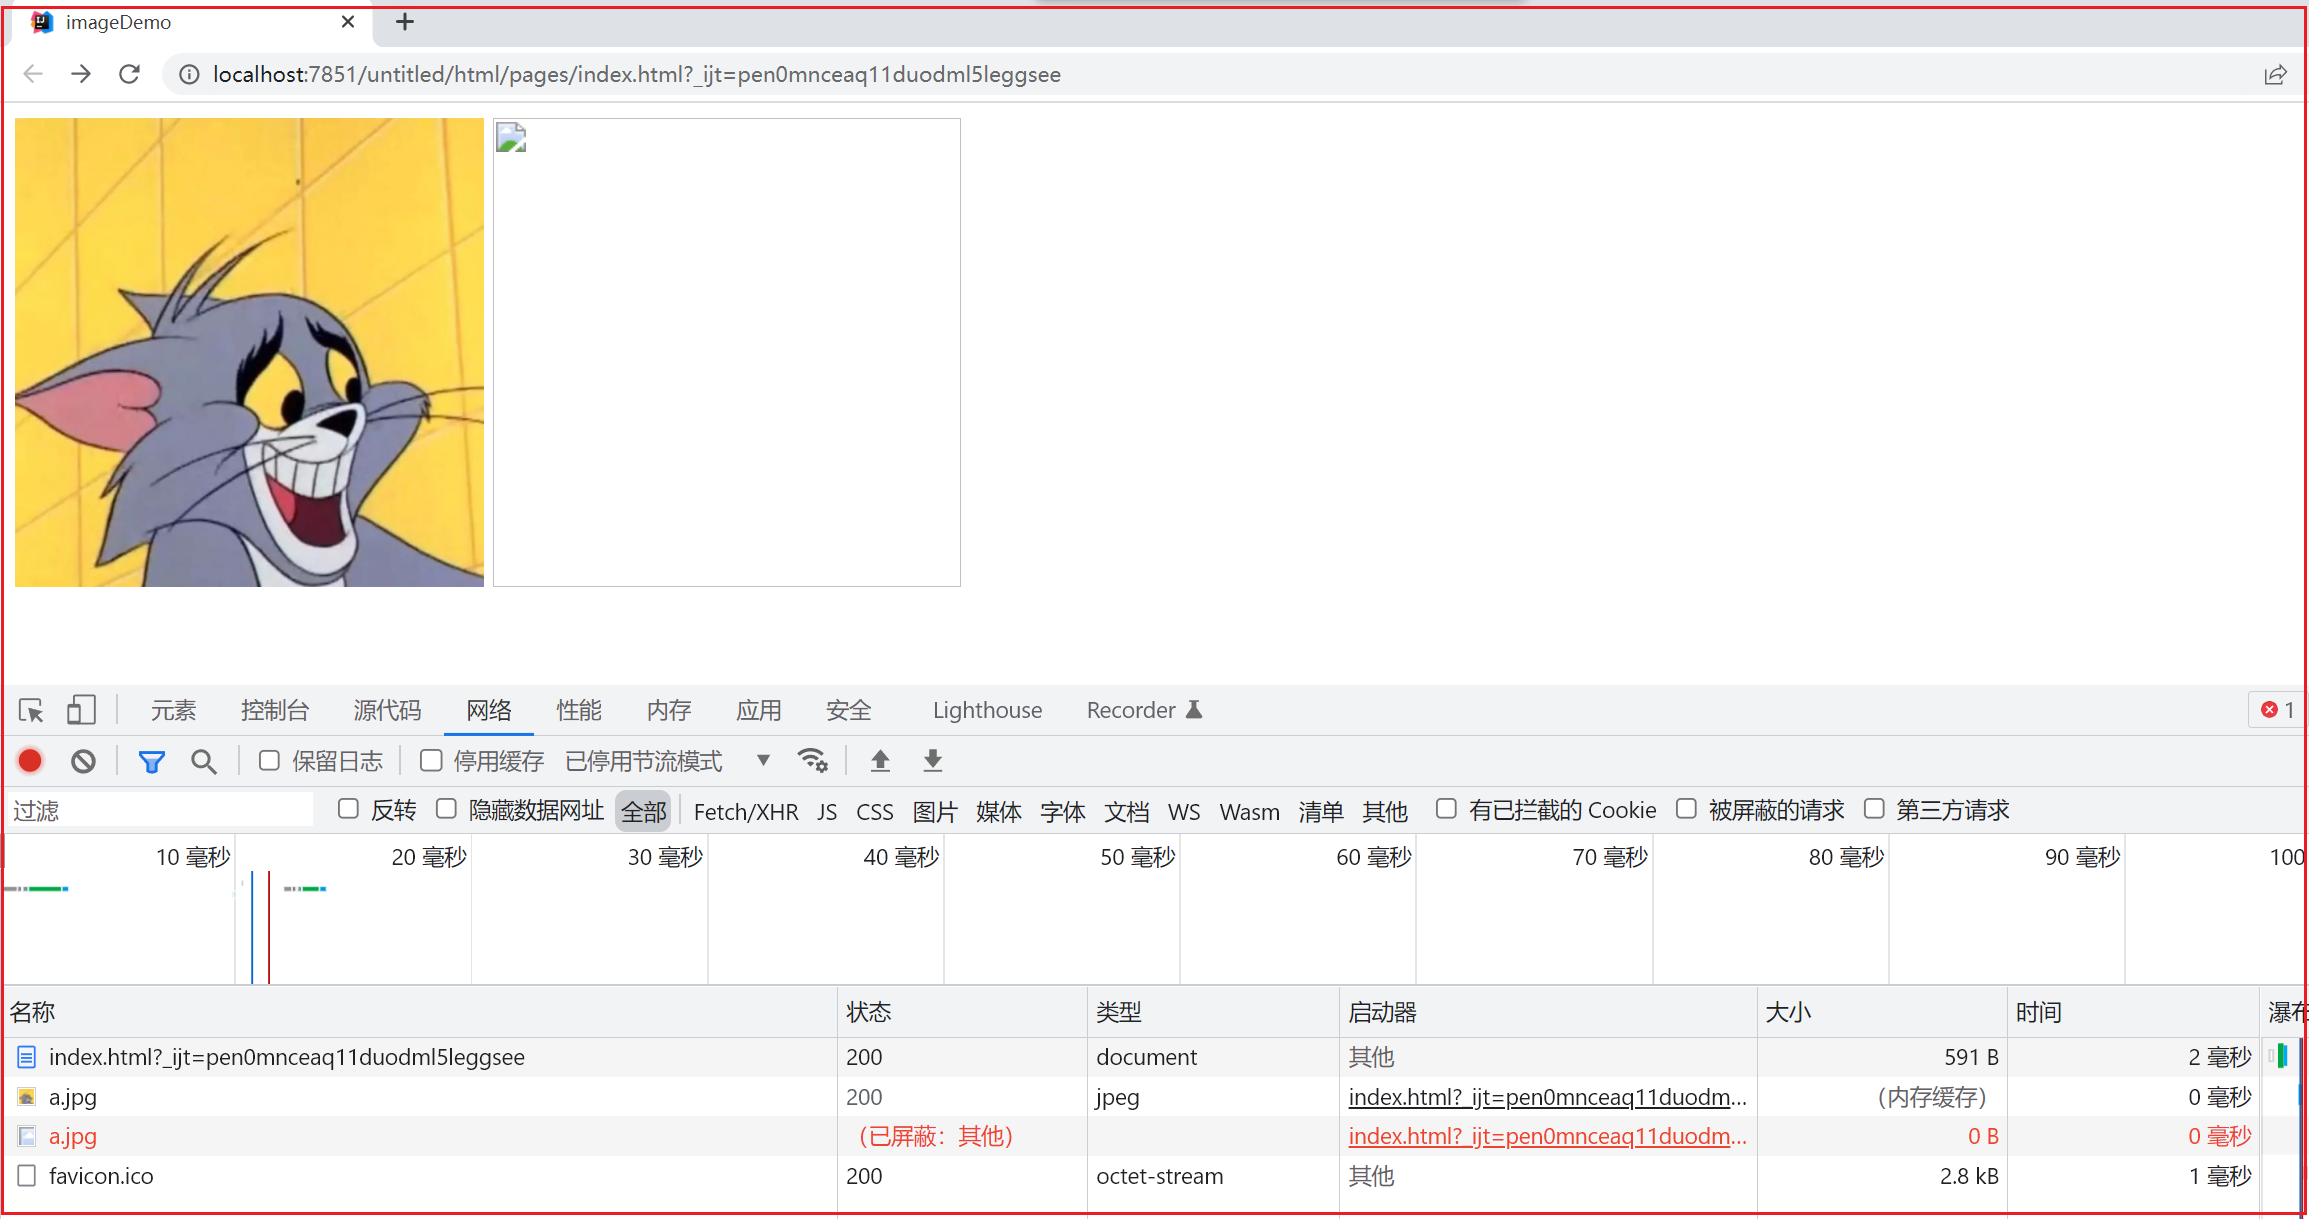 imageDemo
localhost:7851/untitled/html/pages/index.html?_ijt=pen0mnceaq11duodml5leggsee
元素 控制台 源代码 网络 性能 内存 应用 安全 Lighthouse Recorder 1
保留日志 停用缓存 已停用节流模式
过滤 反转 隐藏数据网址 全部 Fetch/XHR JS CSS 图片 媒体 字体 文档 WS Wasm 清单 其他 有已拦截的 Cookie 被屏蔽的请求 第三方请求
10 毫秒 20 毫秒 30 毫秒 40 毫秒 50 毫秒 60 毫秒 70 毫秒 80 毫秒 90 毫秒 100
名称 状态 类型 启动器 大小 时间 瀑布
index.html?_ijt=pen0mnceaq11duodml5leggsee 200 document 其他 591 B 2 毫秒
a.jpg 200 jpeg index.html?_ijt=pen0mnceaq11duodm... （内存缓存） 0 毫秒
a.jpg （已屏蔽：其他） index.html?_ijt=pen0mnceaq11duodm... 0 B 0 毫秒
favicon.ico 200 octet-stream 其他 2.8 kB 1 毫秒